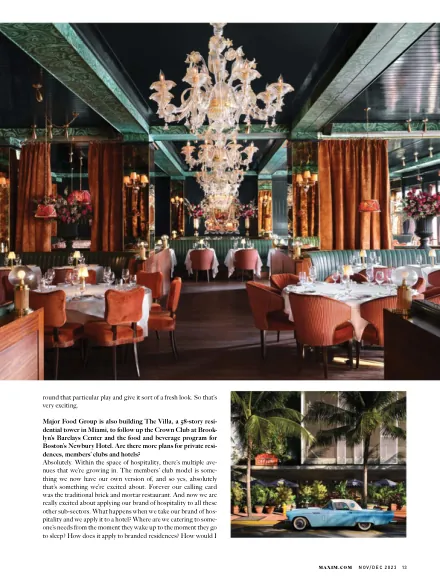 round that particular play and give it sort of a fresh look. So that's
very exciting.
Major Food Group is also building The Villa, a 58-story resi-
dential tower in Miami, to follow up the Crown Club at Brook-
lyn's Barclays Center and the food and beverage program for
Boston's Newbury Hotel. Are there more plans for private resi-
dences, members' clubs and hotels?
Absolutely. Within the space of hospitality, there's multiple ave-
nues that we're growing in. The members' club model is some-
thing we now have our own version of, and so yes, absolutely
that's something we're excited about. Forever our calling card
was the traditional brick and mortar restaurant. And now we are
really excited about applying our brand of hospitality to all these
other sub-sectors. What happens when we take our brand of hos-
pitality and we apply it to a hotel? Where are we catering to some-
one's needs from the moment they wake up to the moment they go
to sleep? How does it apply to branded residences? How would I
MAXIM.COM NOV/DEC 2023 13